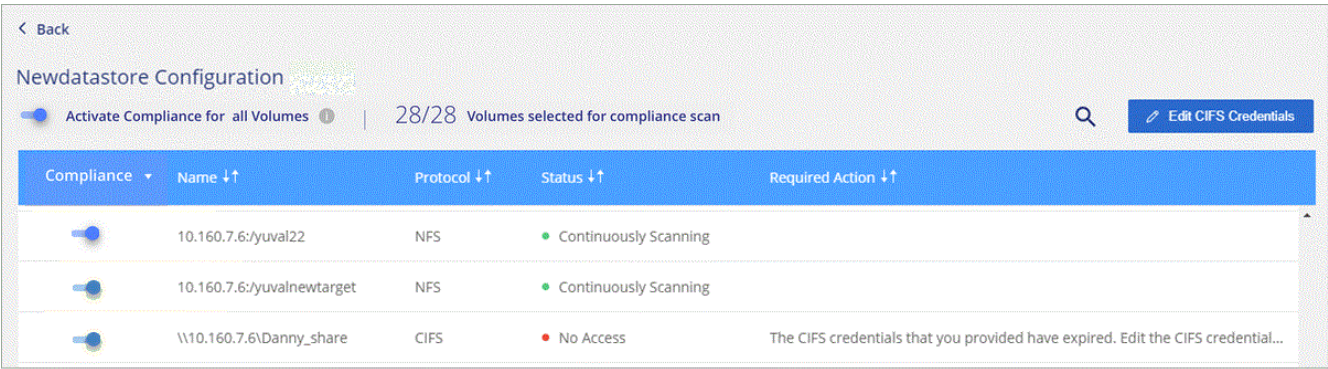 Back
Newdatastore Configuration
Activate Compliance for all Volumes i | 28/28 Volumes selected for compliance scan Edit CIFS Credentials
Compliance Name Protocol Status Required Action
10.160.7.6:/yuval22 NFS Continuously Scanning
10.160.7.6:/yuvalnewtarget NFS Continuously Scanning
\\10.160.7.6\Danny_share CIFS No Access The CIFS credentials that you provided have expired. Edit the CIFS credential...